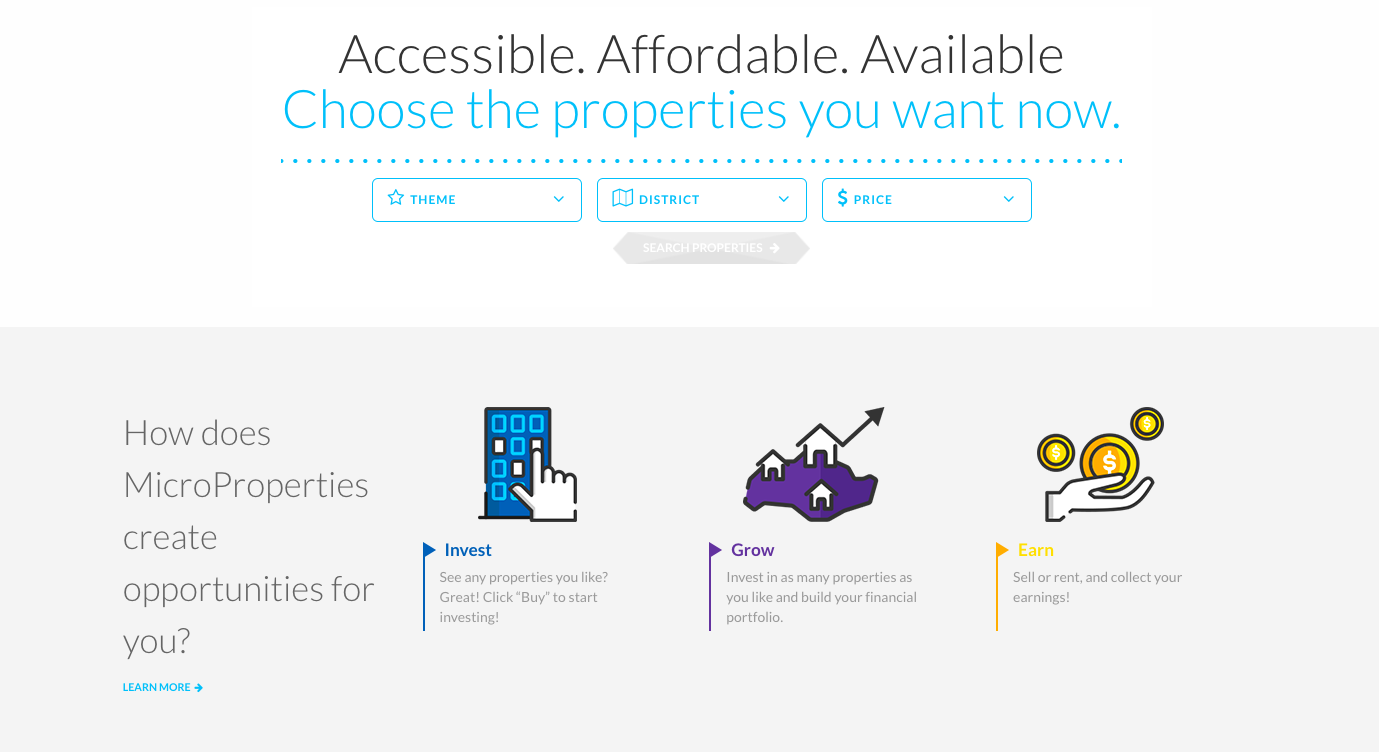 Accessible. Affordable. Available
Choose the properties you want now.
THEME
DISTRICT
$ PRICE
SEARCH PROPERTIES →
How does
MicroProperties
create
opportunities for
you?
LEARN MORE →
Invest
See any properties you like?
Great! Click “Buy” to start
investing!
Grow
Invest in as many properties as
you like and build your financial
portfolio.
$
$
$
Earn
Sell or rent, and collect your
earnings!